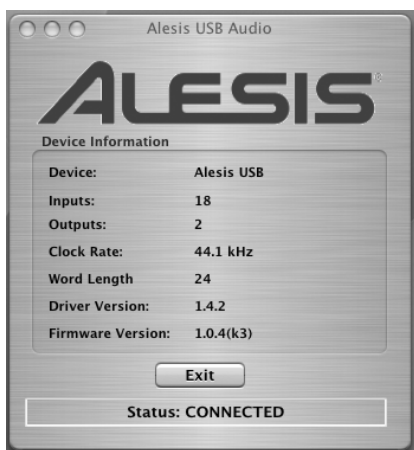 Alesis USB Audio
ALESIS®
Device Information
Device: Alesis USB
Inputs: 18
Outputs: 2
Clock Rate: 44.1 kHz
Word Length 24
Driver Version: 1.4.2
Firmware Version: 1.0.4(k3)
Exit
Status: CONNECTED